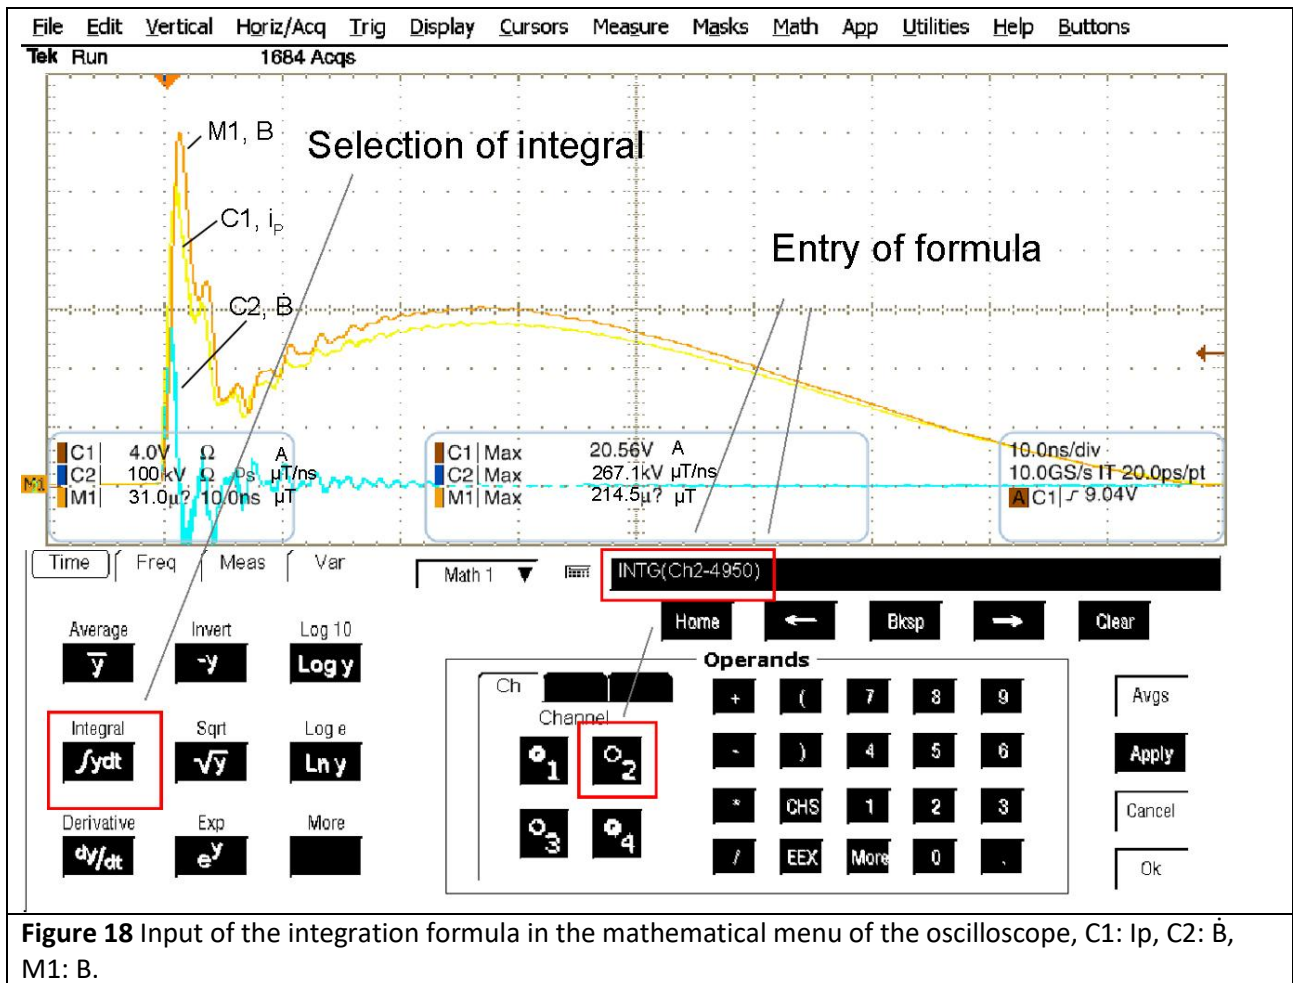 File Edit Vertical Horiz/Acq Trig Display Cursors Measure Masks Math App Utilities Help Buttons
Tek Run 1684 Acqs
M1, B
Selection of integral
C1, iP
Entry of formula
C2, Ḃ
C1 4.0V Ω A
C2 100 kV Ω µT/ns
M1 31.0µ? 10.0ns µT
C1 Max 20.56V A
C2 Max 267.1kV µT/ns
M1 Max 214.5µ? µT
10.0ns/div
10.0GS/s IT 20.0ps/pt
A C1 9.04V
M1
Time Freq Meas Var
Math 1 INTG(Ch2-4950)
Home ← Bksp → Clear
Average Invert Log 10
y̅ -y Log y
Integral Sqrt Log e
∫ydt √y Ln y
Derivative Exp More
dy/dt e^y
Operands
Ch
Channel
1 2
3 4
+ ( 7 8 9
- ) 4 5 6
* CHS 1 2 3
/ EEX More 0 .
Avgs
Apply
Cancel
Ok
Figure 18 Input of the integration formula in the mathematical menu of the oscilloscope, C1: Ip, C2: Ḃ,
M1: B.